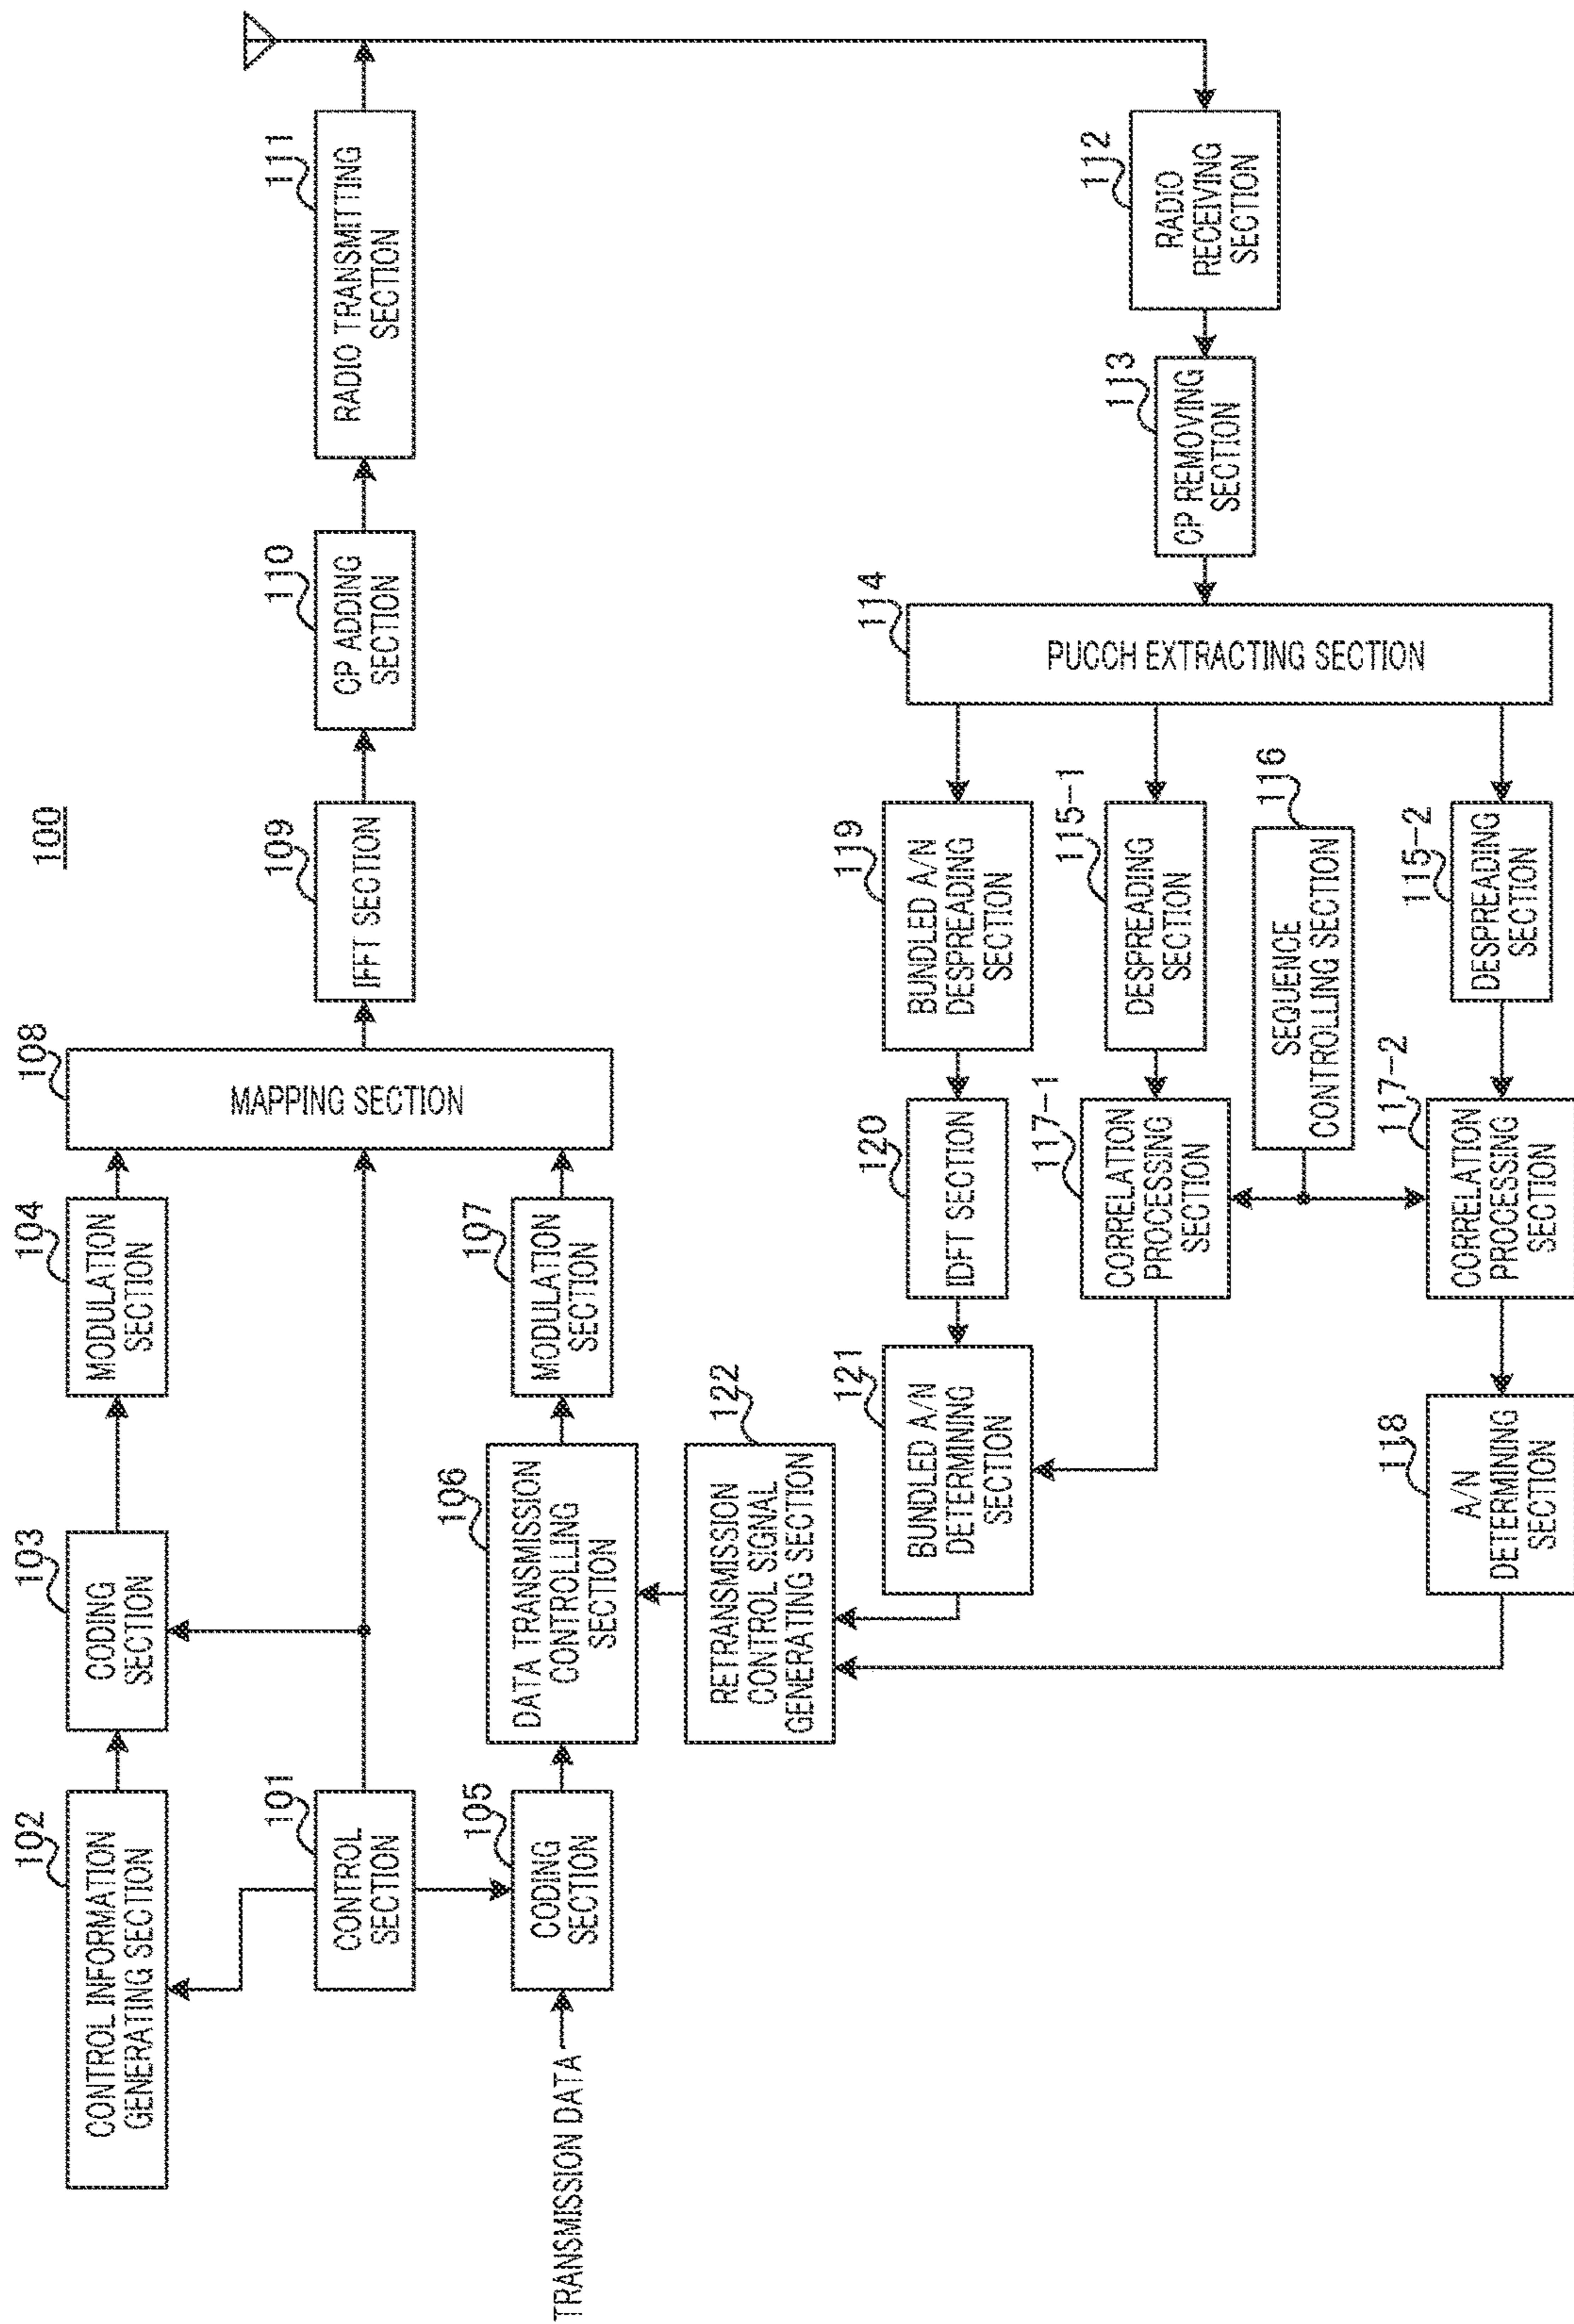 100
102
CONTROL INFORMATION
GENERATING SECTION
103
CODING
SECTION
104
MODULATION
SECTION
108
MAPPING SECTION
109
IFFT SECTION
110
CP ADDING
SECTION
111
RADIO TRANSMITTING
SECTION
101
CONTROL
SECTION
TRANSMISSION DATA
105
CODING
SECTION
106
DATA TRANSMISSION
CONTROLLING
SECTION
107
MODULATION
SECTION
122
RETRANSMISSION
CONTROL SIGNAL
GENERATING SECTION
121
BUNDLED A/N
DETERMINING
SECTION
120
IDFT SECTION
119
BUNDLED A/N
DESPREADING
SECTION
114
PUCCH EXTRACTING SECTION
113
CP REMOVING
SECTION
112
RADIO
RECEIVING
SECTION
117-1
CORRELATION
PROCESSING
SECTION
115-1
DESPREADING
SECTION
116
SEQUENCE
CONTROLLING SECTION
118
A/N
DETERMINING
SECTION
117-2
CORRELATION
PROCESSING
SECTION
115-2
DESPREADING
SECTION